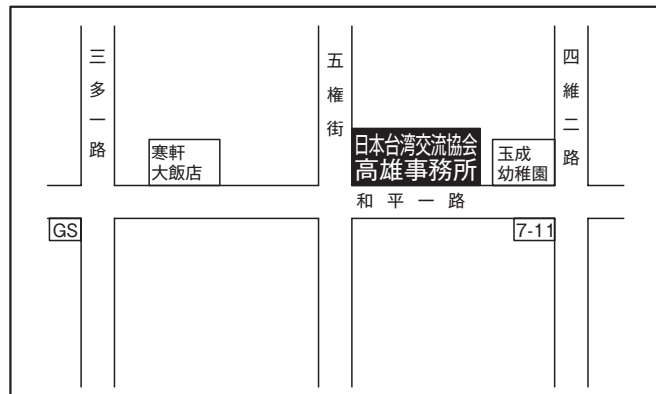 三多一路
五権街
四維二路
寒軒
大飯店
日本台湾交流協会
高雄事務所
玉成
幼稚園
和平一路
GS
7-11